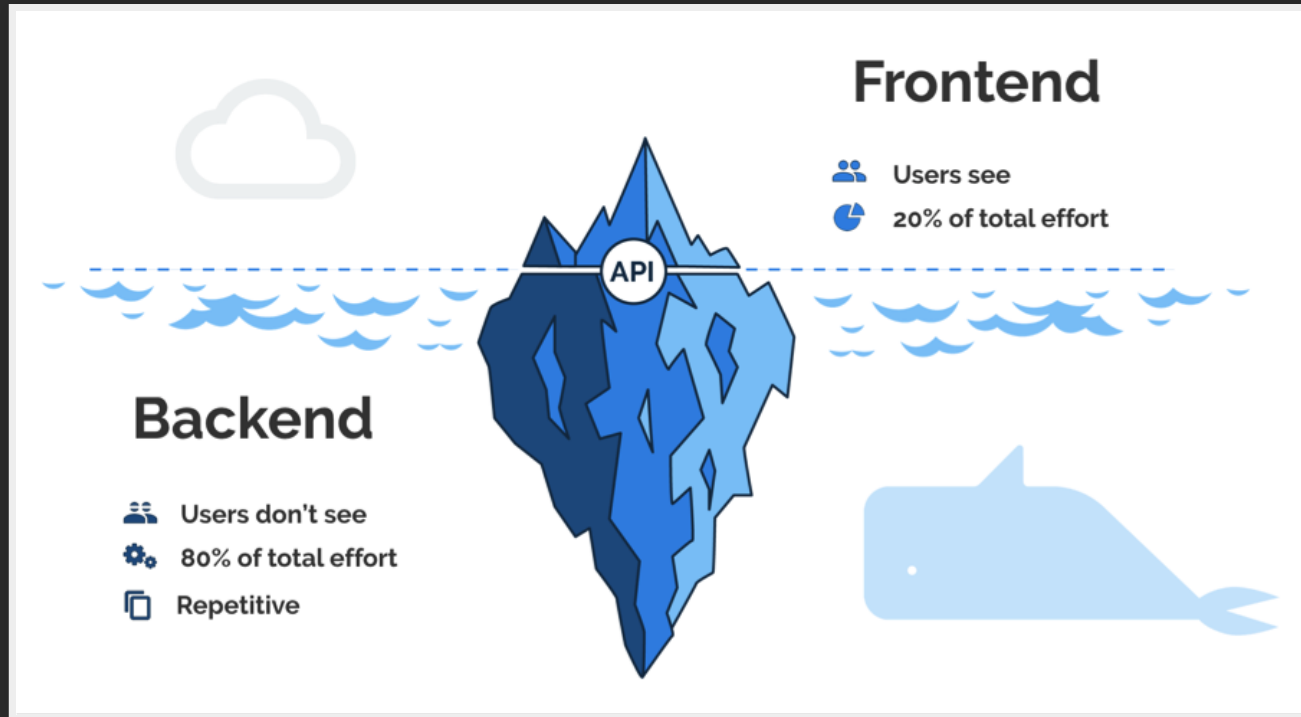 Frontend
Users see
20% of total effort
API
Backend
Users don't see
80% of total effort
Repetitive